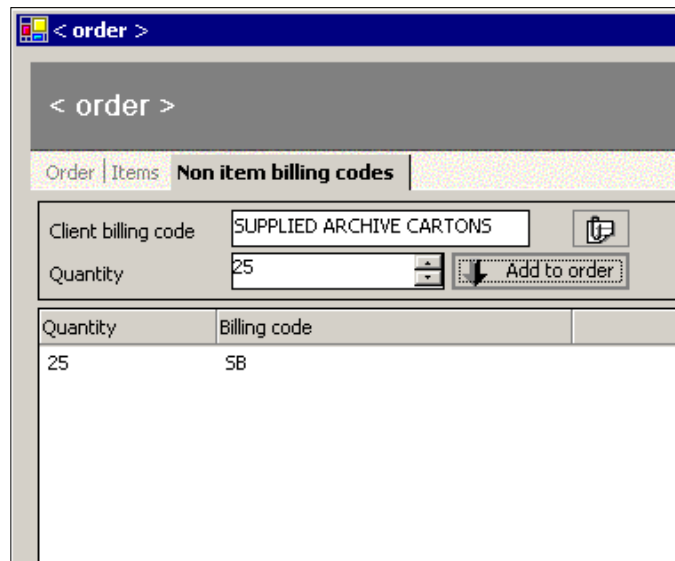 < order >
< order >
Order Items Non item billing codes
Client billing code SUPPLIED ARCHIVE CARTONS
Quantity 25 Add to order
Quantity Billing code
25 SB